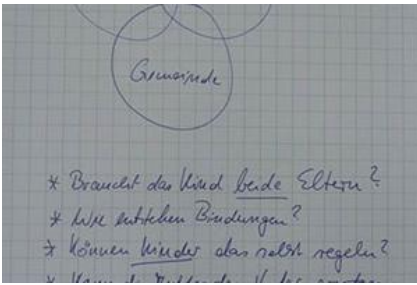 Gemeinde
* Braucht das Kind beide Eltern?
* Wie entstehen Bindungen?
* Können Kinder das selbst regeln?